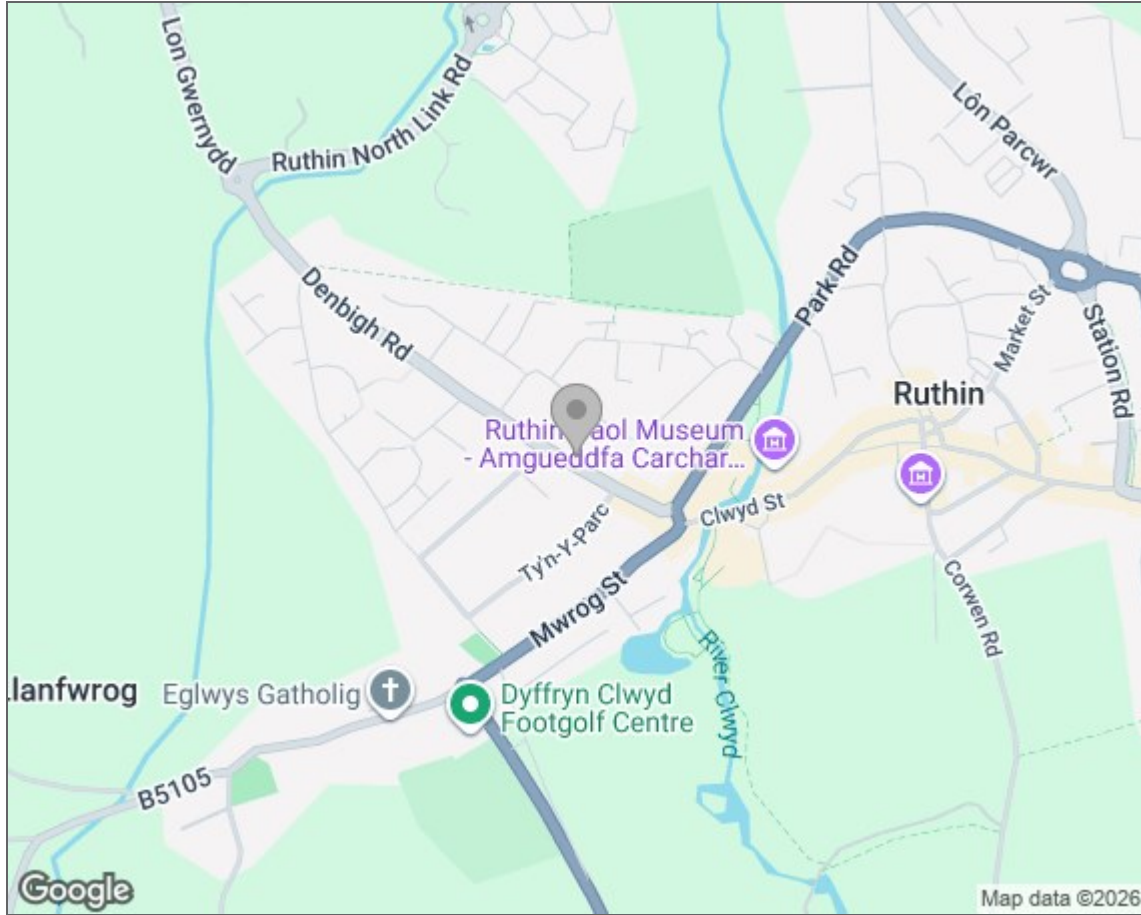 Lon Gwernydd
Ruthin North Link Rd
Lôn Parcwr
Denbigh Rd
Park Rd
Market St
Station Rd
Ruthin
Ruthin Gaol Museum
- Amgueddfa Carchar...
Clwyd St
Ty'n-Y-Parc
Mwrog St
Corwen Rd
River Clwyd
Llanfwrog
Eglwys Gatholig
Dyffryn Clwyd
Footgolf Centre
B5105
Google
Map data ©2026